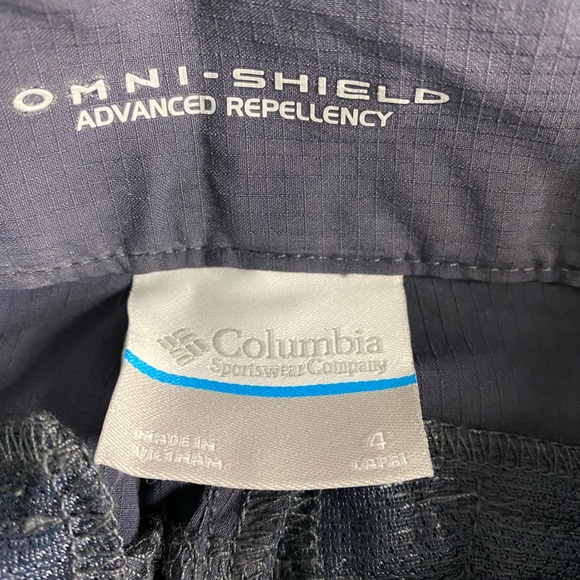 OMNI-SHIELD
ADVANCED REPELLENCY
Columbia
Sportswear Company
MADE IN
VIETNAM
4
CAPRI